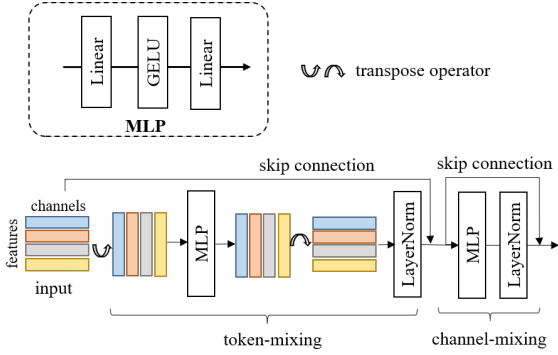 Linear
GELU
Linear
MLP
transpose operator
skip connection
skip connection
channels
features
input
MLP
LayerNorm
MLP
LayerNorm
token-mixing
channel-mixing